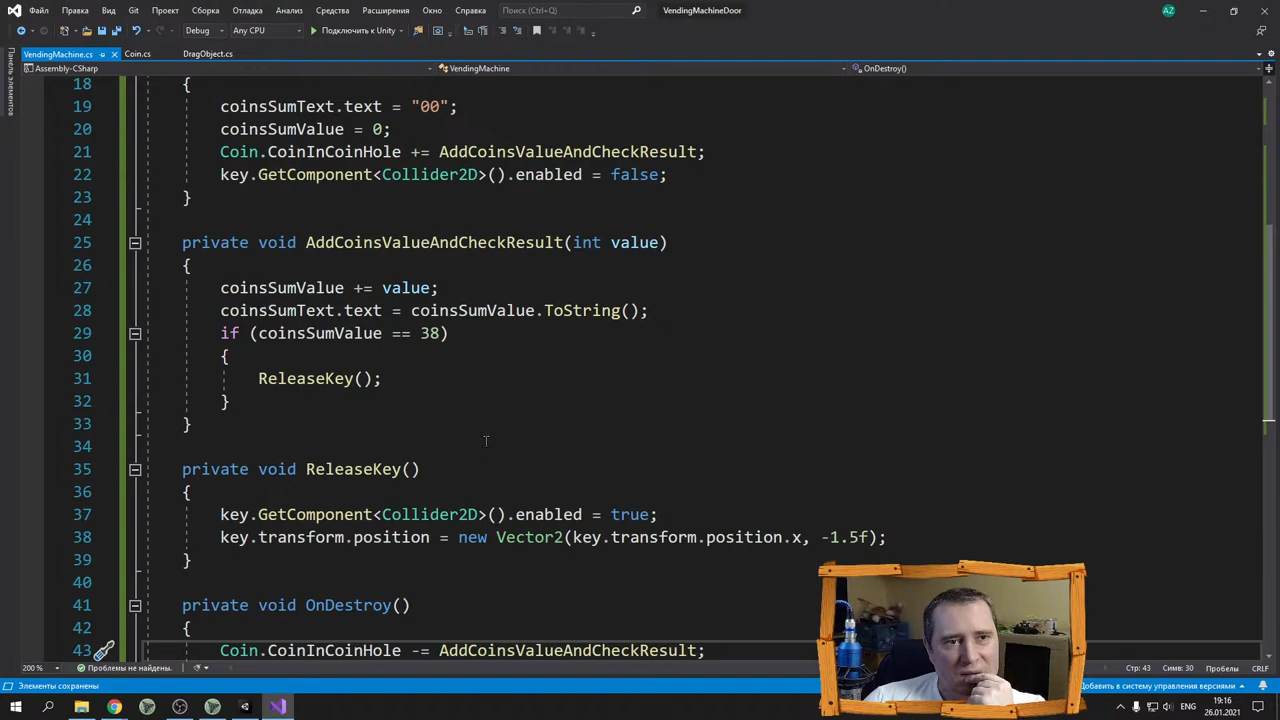 Файл Правка Вид Git Проект Сборка Отладка Анализ Средства Расширения Окно Справка Поиск (Ctrl+Q) VendingMachineDoor AZ
Debug Any CPU Подключить к Unity
VendingMachine.cs Coin.cs DragObject.cs
Панель элементов
Assembly-CSharp VendingMachine OnDestroy()
18 {
19 coinsSumText.text = "00";
20 coinsSumValue = 0;
21 Coin.CoinInCoinHole += AddCoinsValueAndCheckResult;
22 key.GetComponent<Collider2D>().enabled = false;
23 }
24
25 private void AddCoinsValueAndCheckResult(int value)
26 {
27 coinsSumValue += value;
28 coinsSumText.text = coinsSumValue.ToString();
29 if (coinsSumValue == 38)
30 {
31 ReleaseKey();
32 }
33 }
34
35 private void ReleaseKey()
36 {
37 key.GetComponent<Collider2D>().enabled = true;
38 key.transform.position = new Vector2(key.transform.position.x, -1.5f);
39 }
40
41 private void OnDestroy()
42 {
43 Coin.CoinInCoinHole -= AddCoinsValueAndCheckResult;
200 % Проблемы не найдены. Стр: 43 Симв: 30 Пробелы CRLF
Элементы сохранены Добавить в систему управления версиями
ENG 19:16
26.01.2021